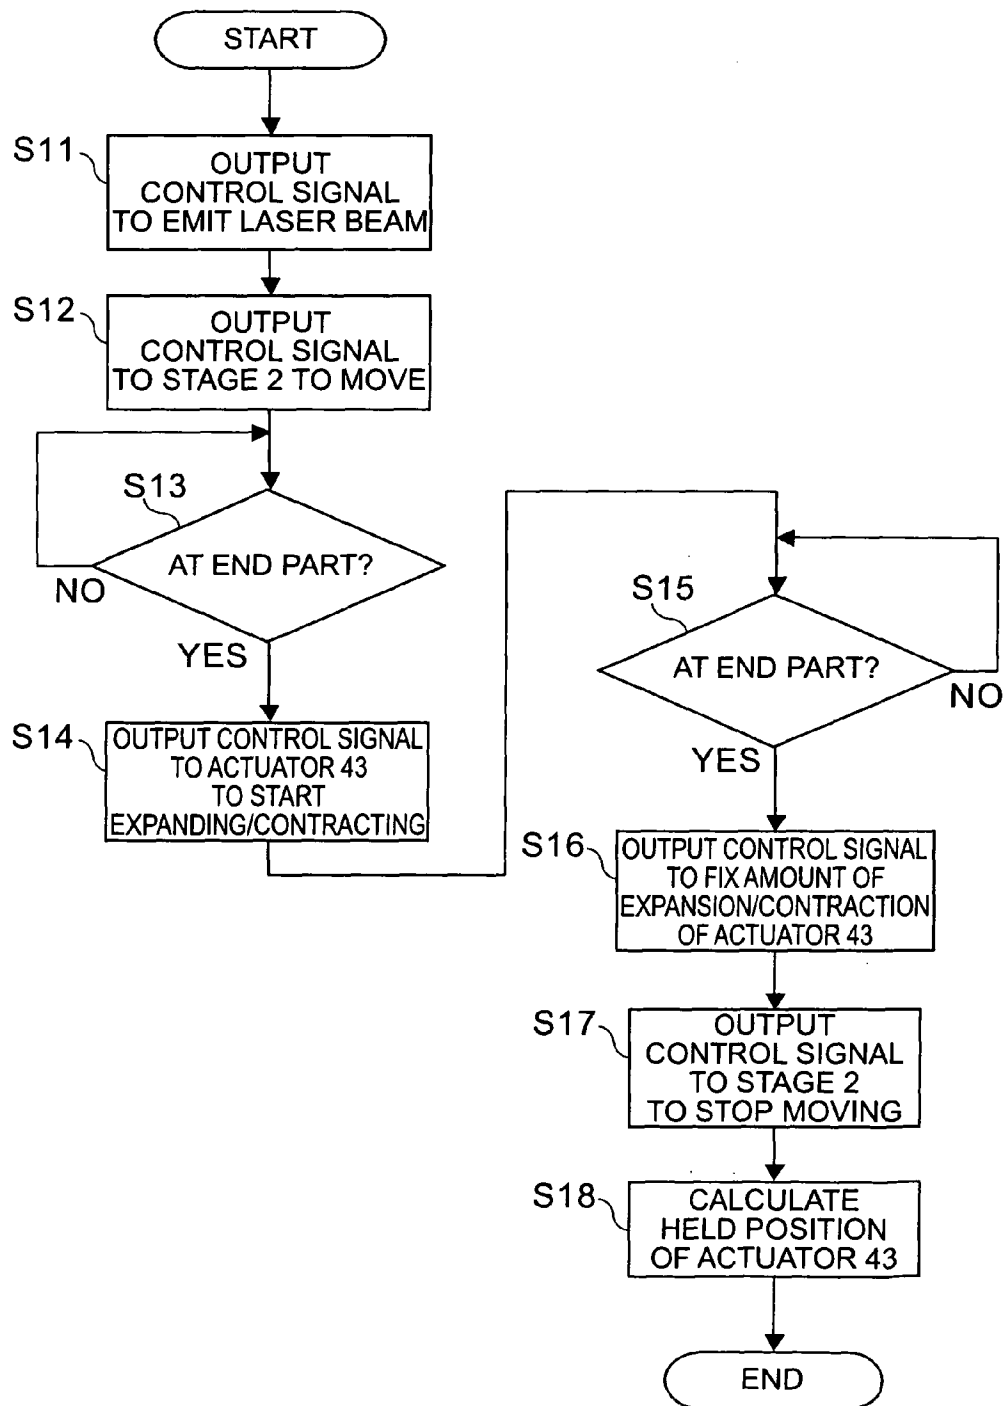 START
S11
OUTPUT
CONTROL SIGNAL
TO EMIT LASER BEAM
S12
OUTPUT
CONTROL SIGNAL
TO STAGE 2 TO MOVE
S13
AT END PART?
NO
YES
S14
OUTPUT CONTROL SIGNAL
TO ACTUATOR 43
TO START
EXPANDING/CONTRACTING
S15
AT END PART?
NO
YES
S16
OUTPUT CONTROL SIGNAL
TO FIX AMOUNT OF
EXPANSION/CONTRACTION
OF ACTUATOR 43
S17
OUTPUT
CONTROL SIGNAL
TO STAGE 2
TO STOP MOVING
S18
CALCULATE
HELD POSITION
OF ACTUATOR 43
END